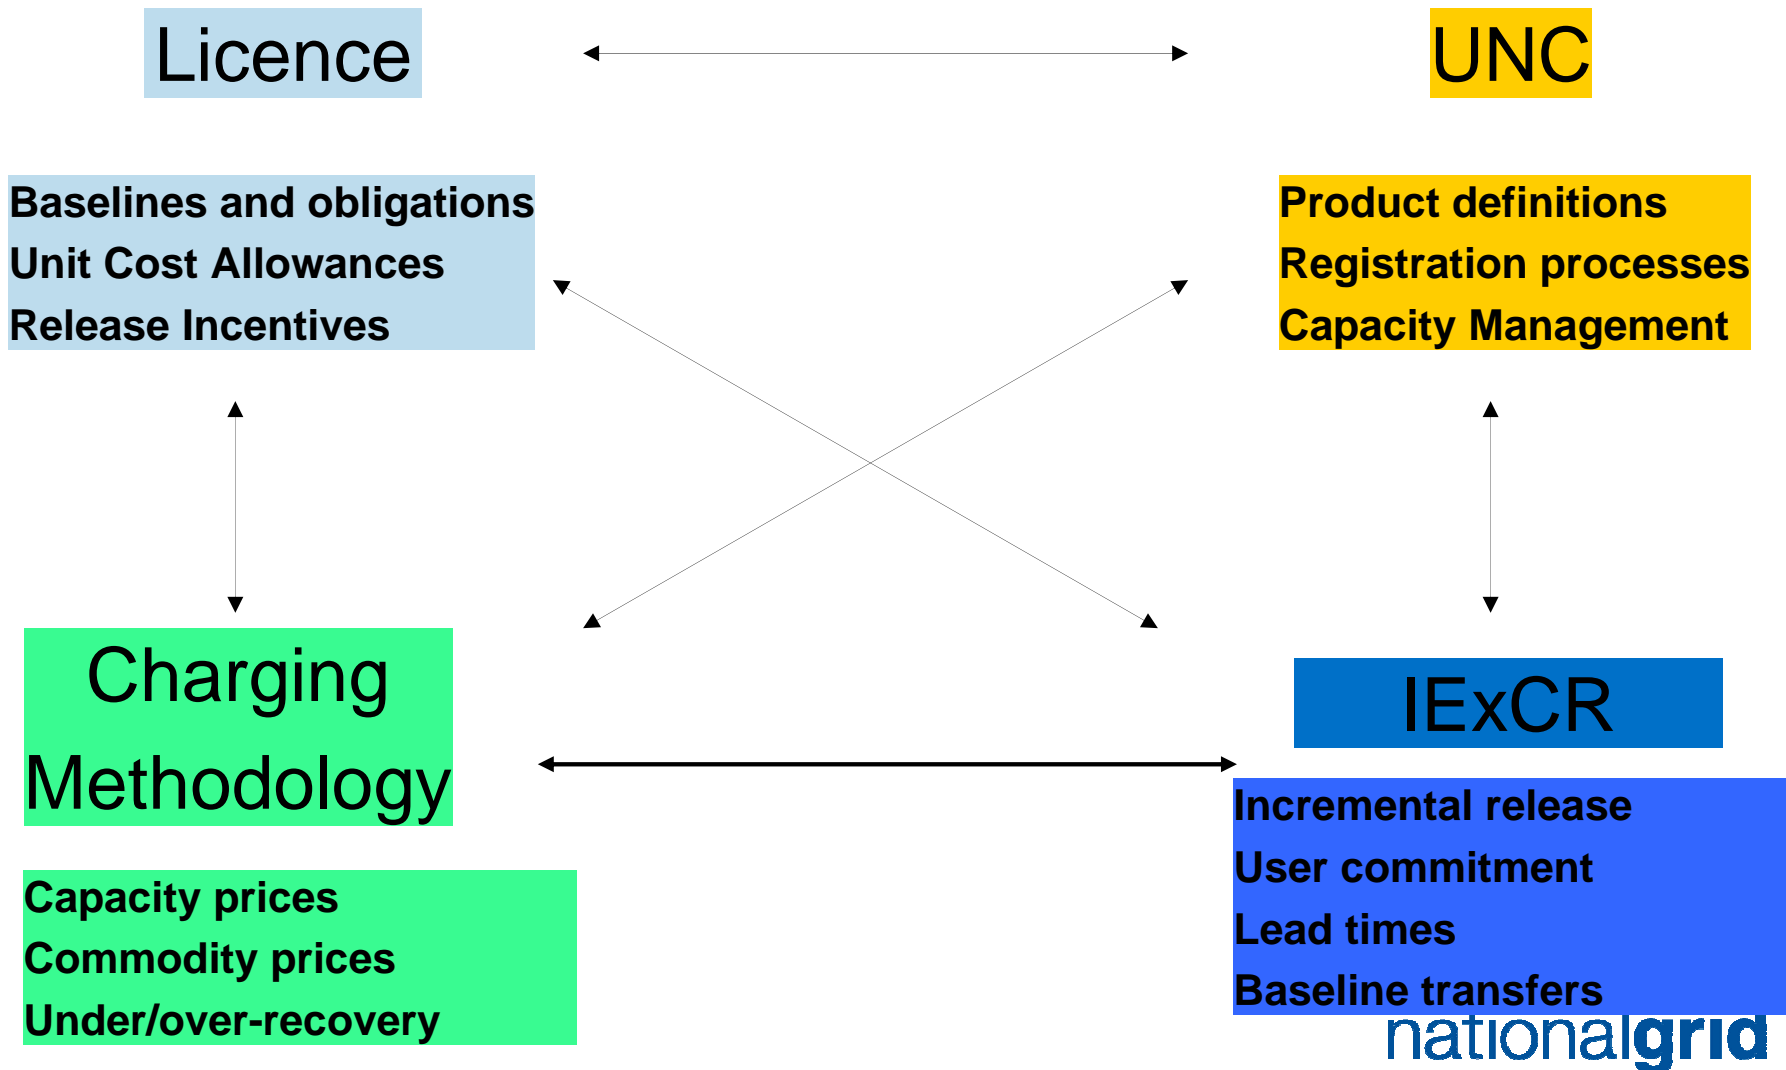 Licence
UNC
Baselines and obligations
Unit Cost Allowances
Release Incentives
Product definitions
Registration processes
Capacity Management
Charging
Methodology
IExCR
Capacity prices
Commodity prices
Under/over-recovery
Incremental release
User commitment
Lead times
Baseline transfers
nationalgrid